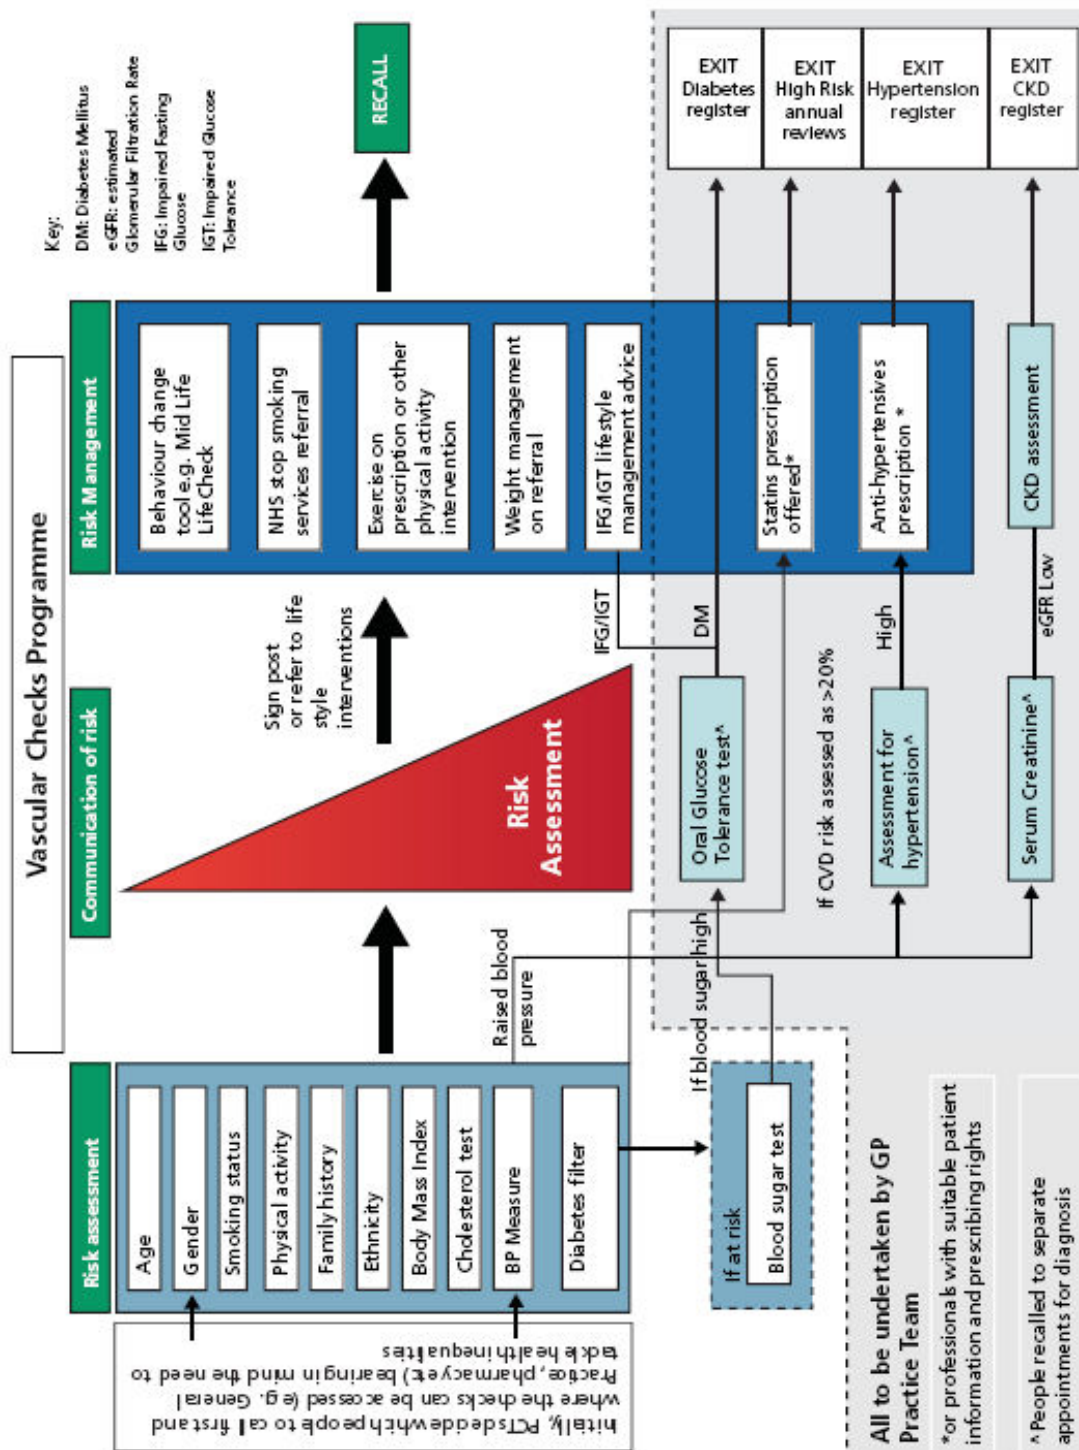 Vascular Checks Programme
Risk assessment
Communication of risk
Risk Management
Key:
DM: Diabetes Mellitus
eGFR: estimated
Glomerular Filtration Rate
IFG: Impaired Fasting
Glucose
IGT: Impaired Glucose
Tolerance
Initially, PCTs decide which people to call first and
where the checks can be accessed (e.g. General
Practice, pharmacy etc) bearing in mind the need to
tackle health inequalities
Age
Gender
Smoking status
Physical activity
Family history
Ethnicity
Body Mass Index
Cholesterol test
BP Measure
Diabetes filter
Raised blood
pressure
Risk
Assessment
Sign post
or refer to life
style
interventions
Behaviour change
tool e.g. Mid Life
Life Check
NHS stop smoking
services referral
Exercise on
prescription or other
physical activity
intervention
Weight management
on referral
IFG/IGT lifestyle
management advice
Statins prescription
offered*
Anti-hypertensives
prescription *
RECALL
If at risk
Blood sugar test
If blood sugar high
Oral Glucose
Tolerance test^
IFG/IGT
DM
If CVD risk assessed as >20%
Assessment for
hypertension^
High
Serum Creatinine^
eGFR Low
CKD assessment
EXIT
Diabetes
register
EXIT
High Risk
annual
reviews
EXIT
Hypertension
register
EXIT
CKD
register
All to be undertaken by GP
Practice Team
*or professionals with suitable patient
information and prescribing rights
^People recalled to separate
appointments for diagnosis